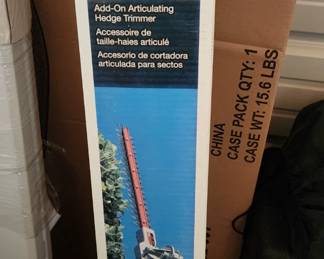 Add-On Articulating
Hedge Trimmer
Accessoire de
taille-haies articulé
Accesorio de cortadora
articulada para sectos
CHINA
CASE PACK QTY: 1
CASE WT: 15.6 LBS